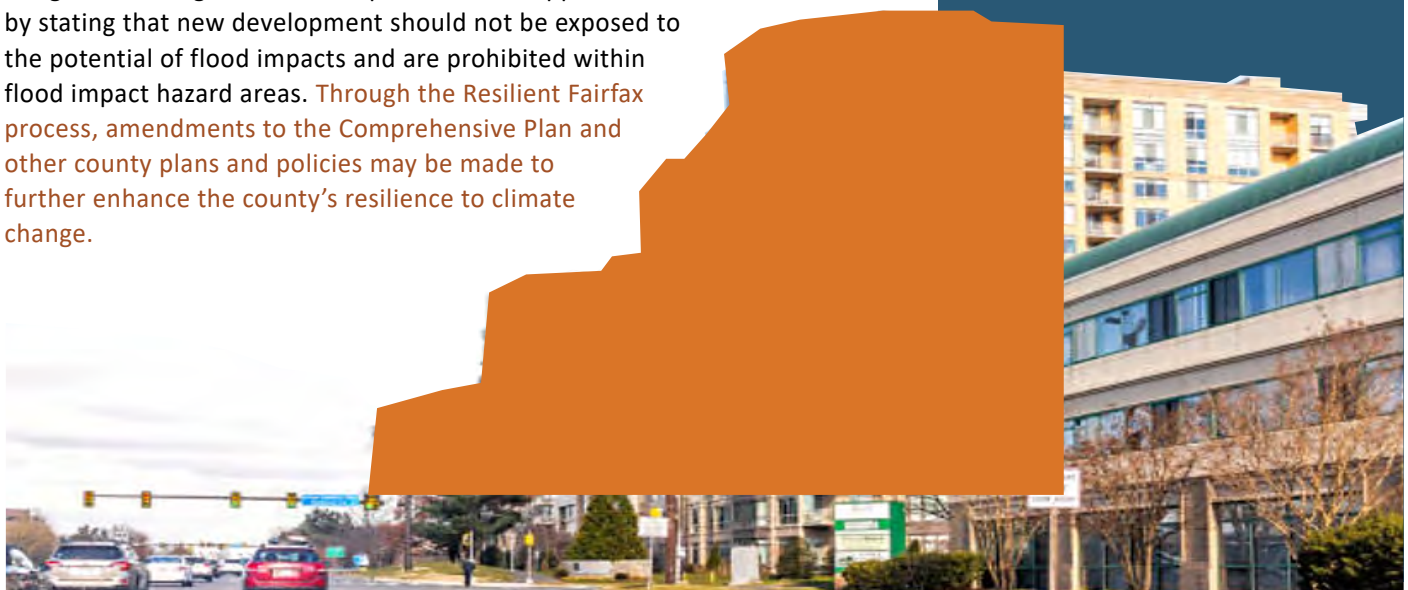 by stating that new development should not be exposed to
the potential of flood impacts and are prohibited within
flood impact hazard areas. Through the Resilient Fairfax
process, amendments to the Comprehensive Plan and
other county plans and policies may be made to
further enhance the county’s resilience to climate
change.